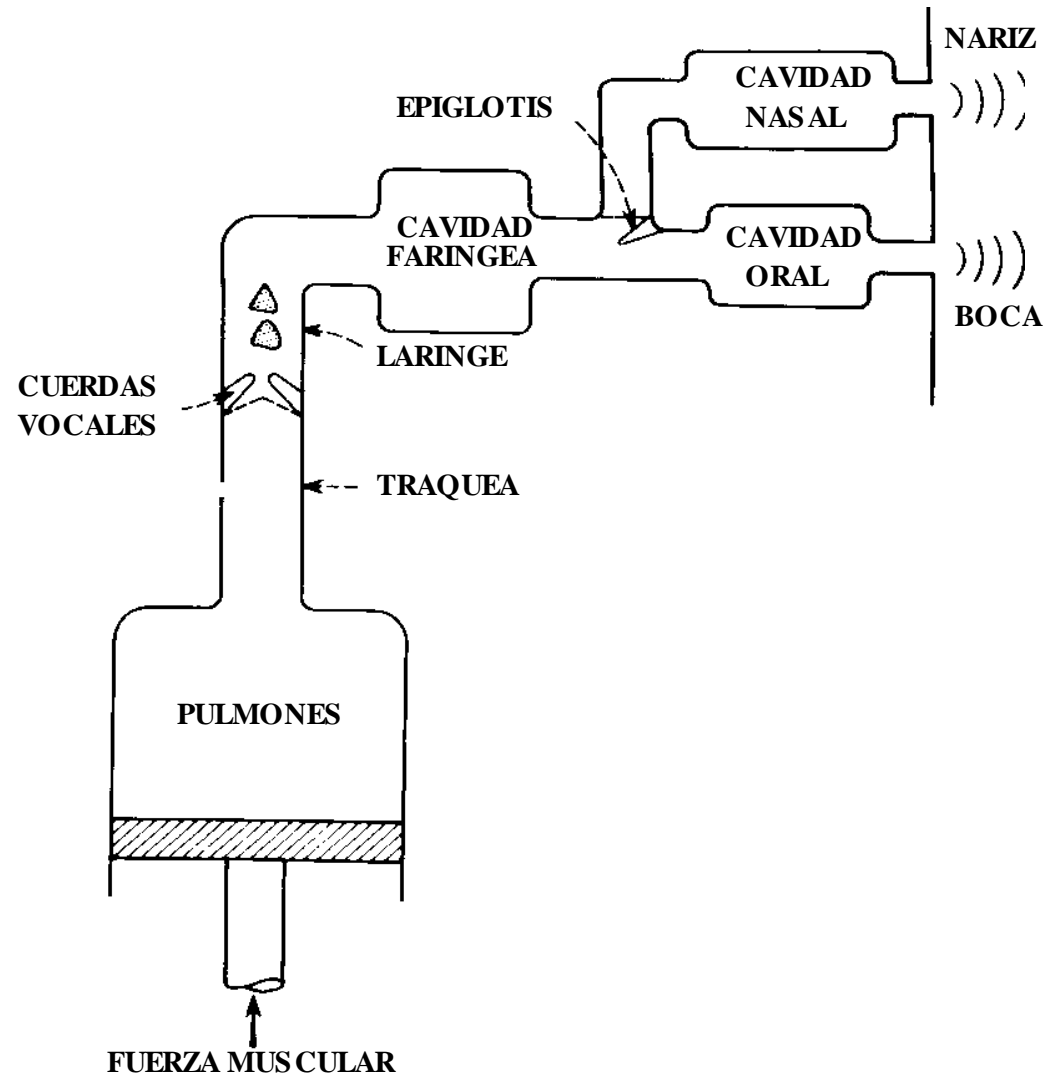 NARIZ
CAVIDAD
NASAL
EPIGLOTIS
CAVIDAD
FARINGEA
CAVIDAD
ORAL
BOCA
LARINGE
CUERDAS
VOCALES
TRAQUEA
PULMONES
FUERZA MUSCULAR